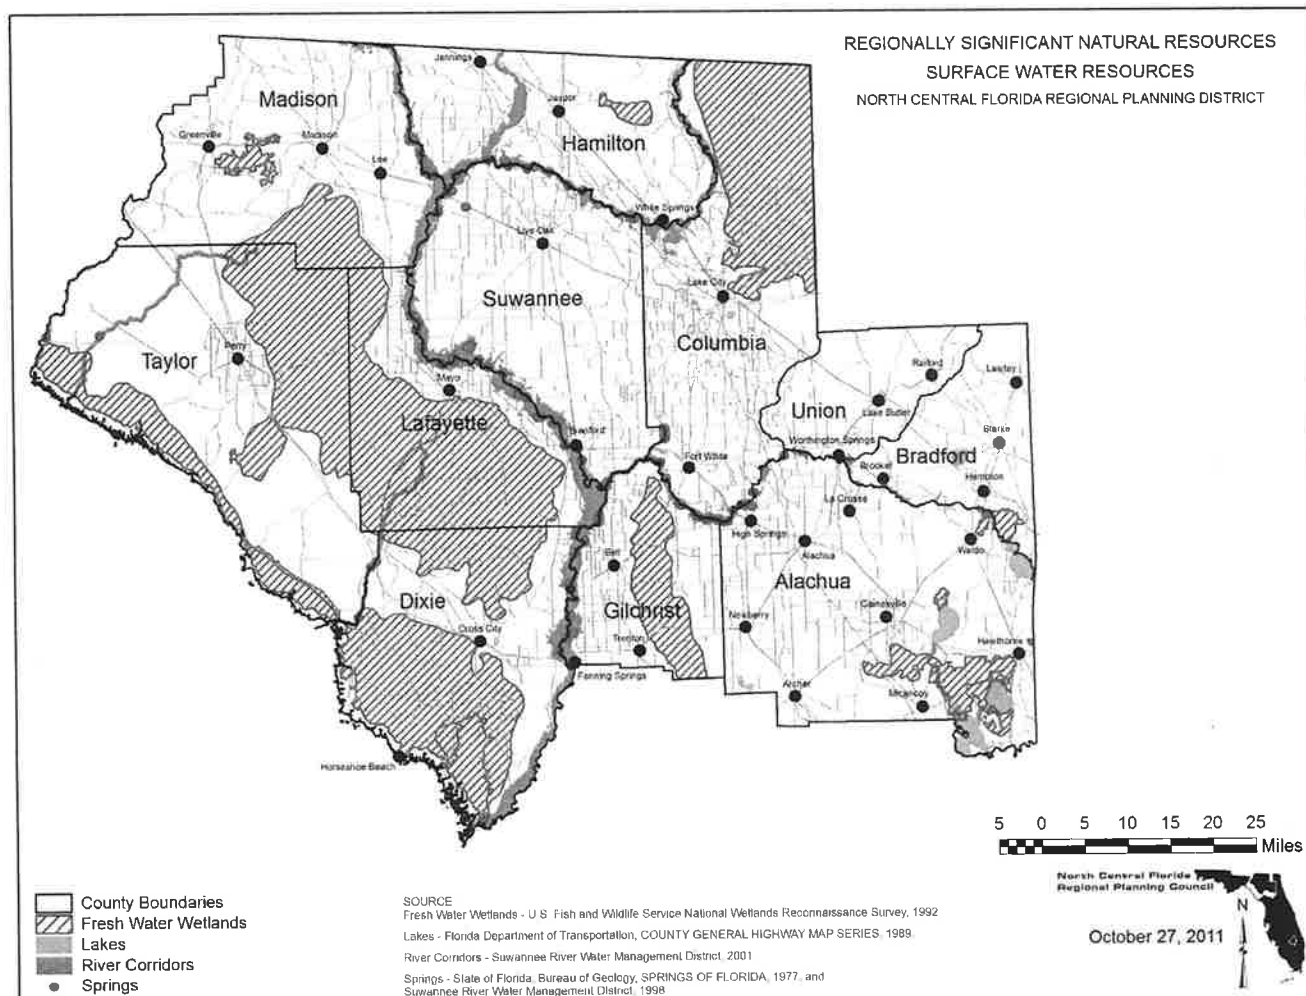 REGIONALLY SIGNIFICANT NATURAL RESOURCES
SURFACE WATER RESOURCES
NORTH CENTRAL FLORIDA REGIONAL PLANNING DISTRICT
Jennings
Madison
Jasper
Greenville
Madison
Hamilton
Lee
White Springs
Live Oak
Lake City
Suwannee
Columbia
Taylor
Perry
Raiford
Lawtey
Mayo
Union
Lake Butler
Lafayette
Branford
Worthington Springs
Starke
Bradford
Fort White
Brooker
Hampton
La Crosse
High Springs
Alachua
Waldo
Bell
Alachua
Dixie
Gilchrist
Newberry
Gainesville
Cross City
Trenton
Hawthorne
Fanning Springs
Archer
Micanopy
Horseshoe Beach
5 0 5 10 15 20 25
Miles
North Central Florida
Regional Planning Council
N
October 27, 2011
County Boundaries
Fresh Water Wetlands
Lakes
River Corridors
Springs
SOURCE
Fresh Water Wetlands - U.S. Fish and Wildlife Service National Wetlands Reconnaissance Survey, 1992
Lakes - Florida Department of Transportation, COUNTY GENERAL HIGHWAY MAP SERIES, 1989.
River Corridors - Suwannee River Water Management District, 2001
Springs - State of Florida, Bureau of Geology, SPRINGS OF FLORIDA, 1977, and
Suwannee River Water Management District, 1998